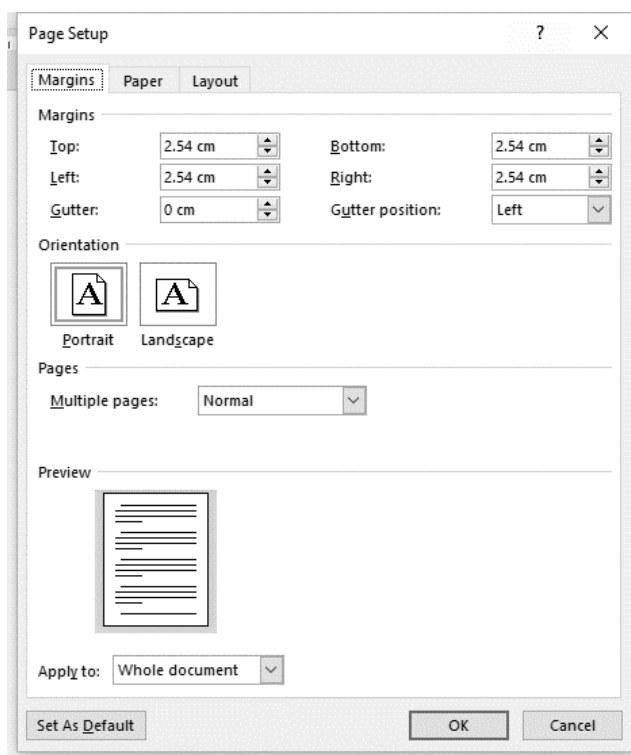 Page Setup ? ×
Margins Paper Layout
Margins
Top: 2.54 cm Bottom: 2.54 cm
Left: 2.54 cm Right: 2.54 cm
Gutter: 0 cm Gutter position: Left
Orientation
A A
Portrait Landscape
Pages
Multiple pages: Normal
Preview
Apply to: Whole document
Set As Default OK Cancel